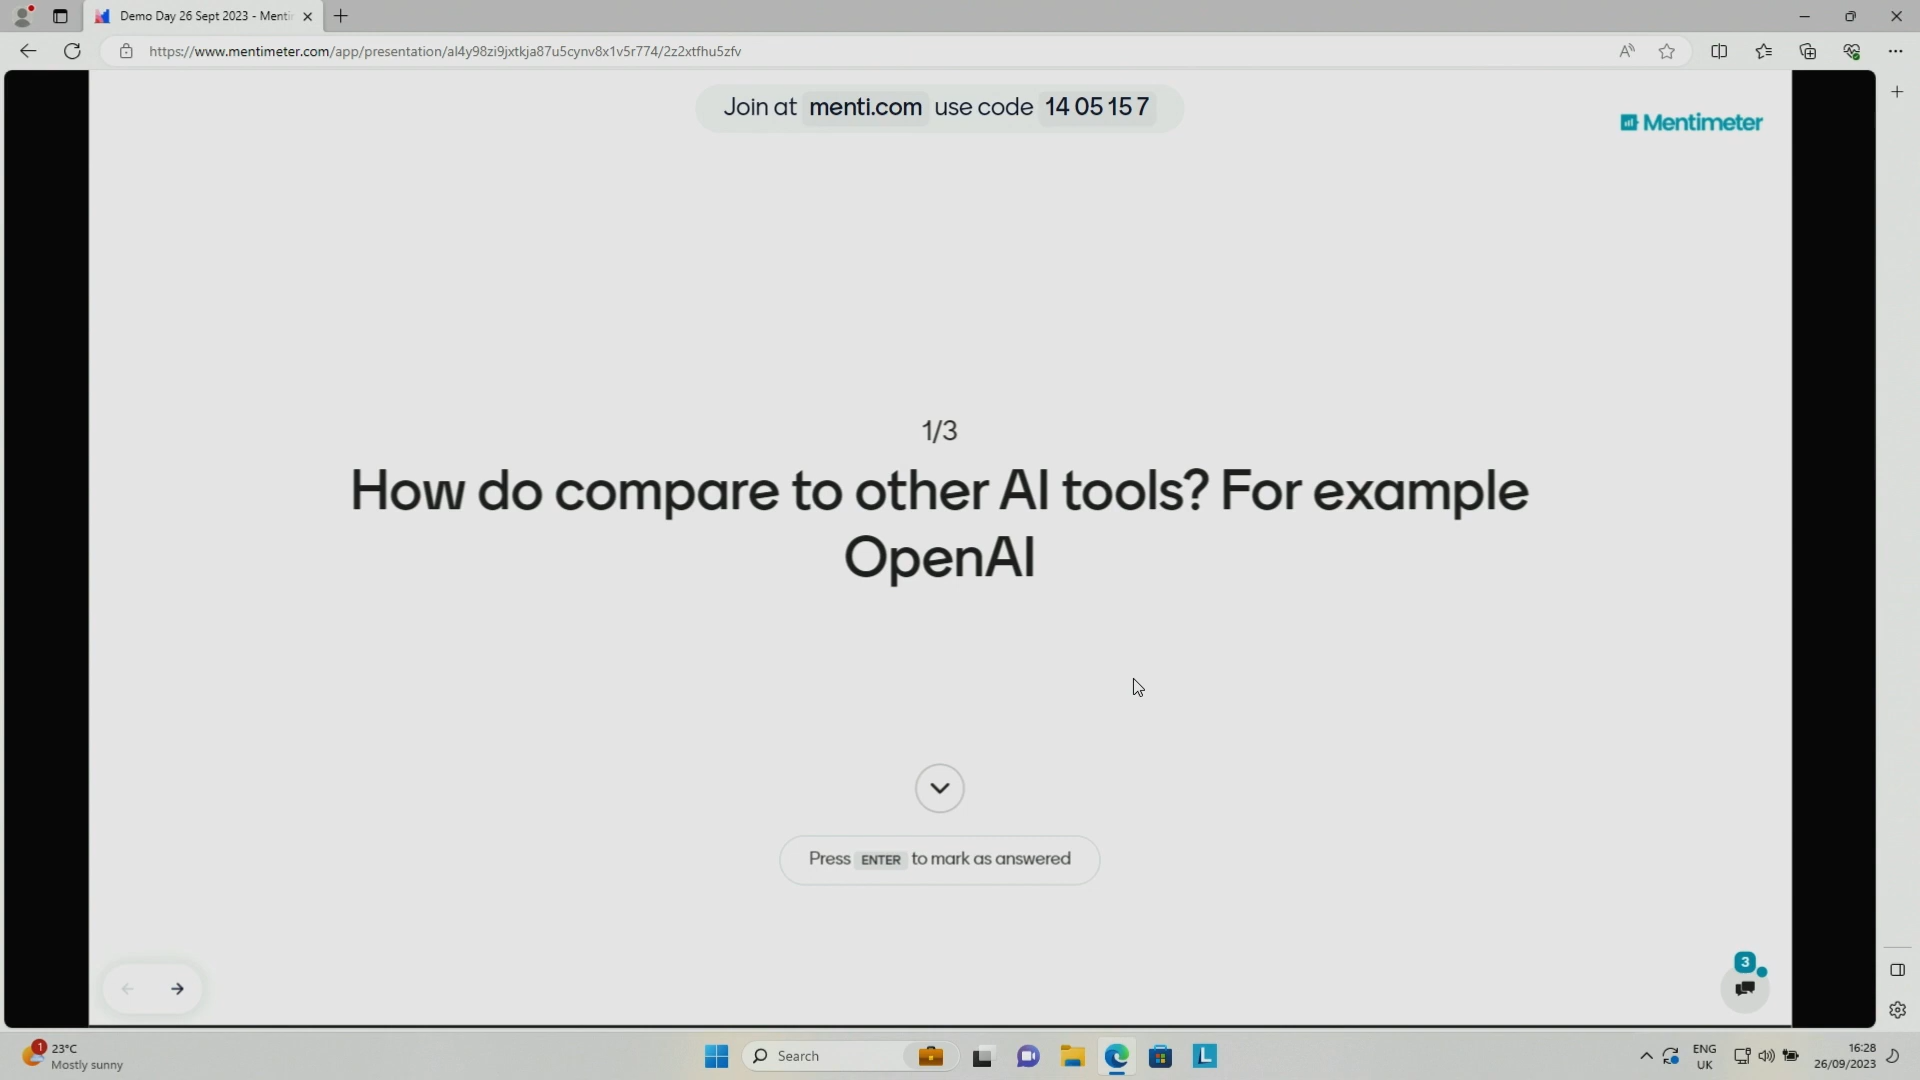 Demo Day 26 Sept 2023 - Menti
https://www.mentimeter.com/app/presentation/al4y98zi9jxtkja87u5cynv8x1v5r774/2z2xtfhu5zfv
Join at menti.com use code 14 05 15 7
Mentimeter
1/3
How do compare to other AI tools? For example
OpenAI
Press ENTER to mark as answered
3
1
23°C
Mostly sunny
Search
ENG
UK
16:28
26/09/2023